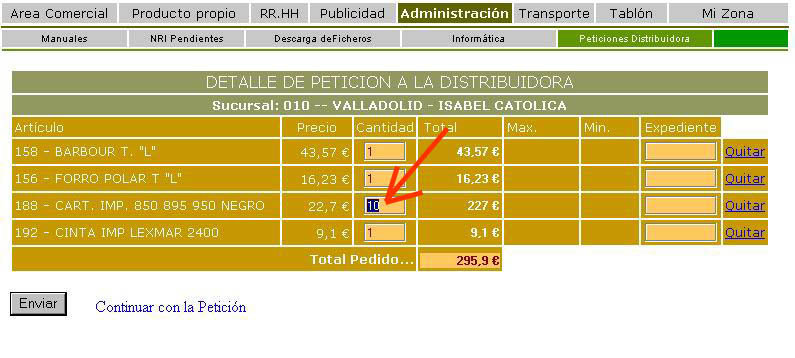 Area Comercial Producto propio RR.HH Publicidad Administración Transporte Tablón Mi Zona
Manuales NRI Pendientes Descarga deFicheros Informática Peticiones Distribuidora
DETALLE DE PETICION A LA DISTRIBUIDORA
Sucursal: 010 -- VALLADOLID - ISABEL CATOLICA
Artículo Precio Cantidad Total Max. Min. Expediente
158 - BARBOUR T. "L" 43,57 € 1 43,57 € Quitar
156 - FORRO POLAR T "L" 16,23 € 1 16,23 € Quitar
188 - CART. IMP. 850 895 950 NEGRO 22,7 € 10 227 € Quitar
192 - CINTA IMP LEXMAR 2400 9,1 € 1 9,1 € Quitar
Total Pedido... 295,9 €
Enviar Continuar con la Petición